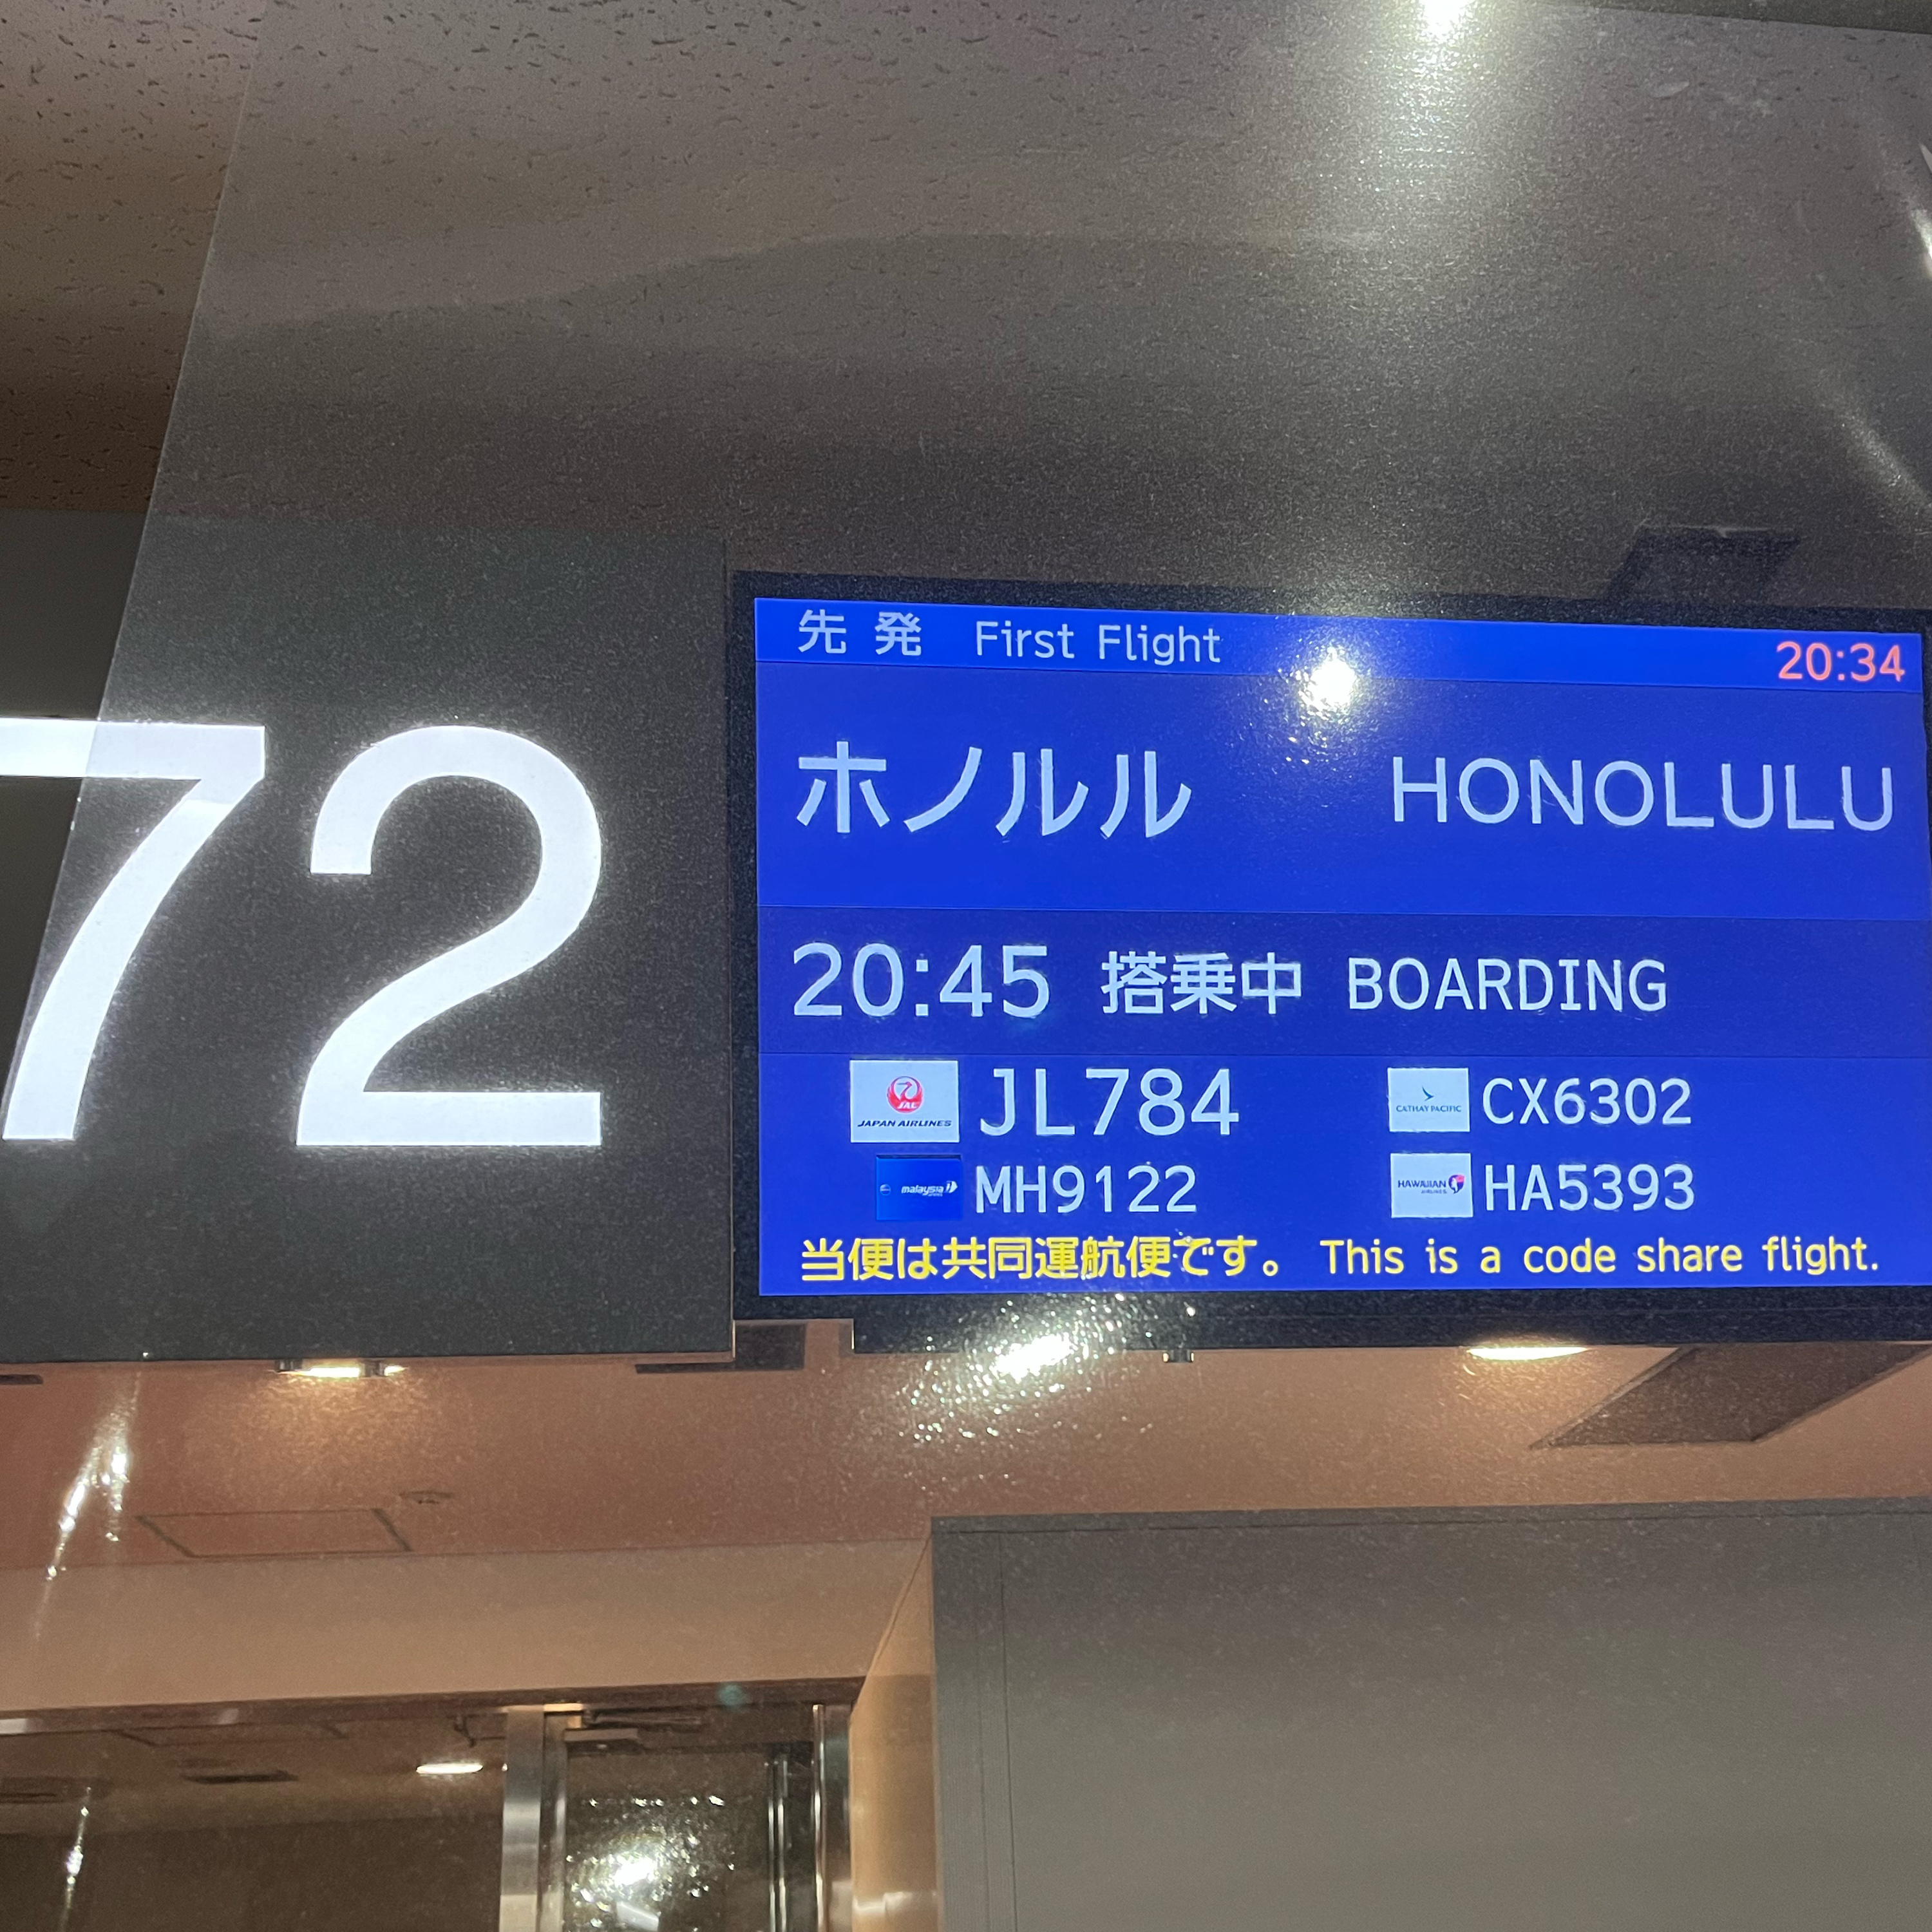 72
先発 First Flight 20:34
ホノルル HONOLULU
20:45 搭乗中 BOARDING
JAL
JAPAN AIRLINES JL784
CATHAY PACIFIC CX6302
malaysia MH9122
HAWAIIAN AIRLINES HA5393
当便は共同運航便です。 This is a code share flight.